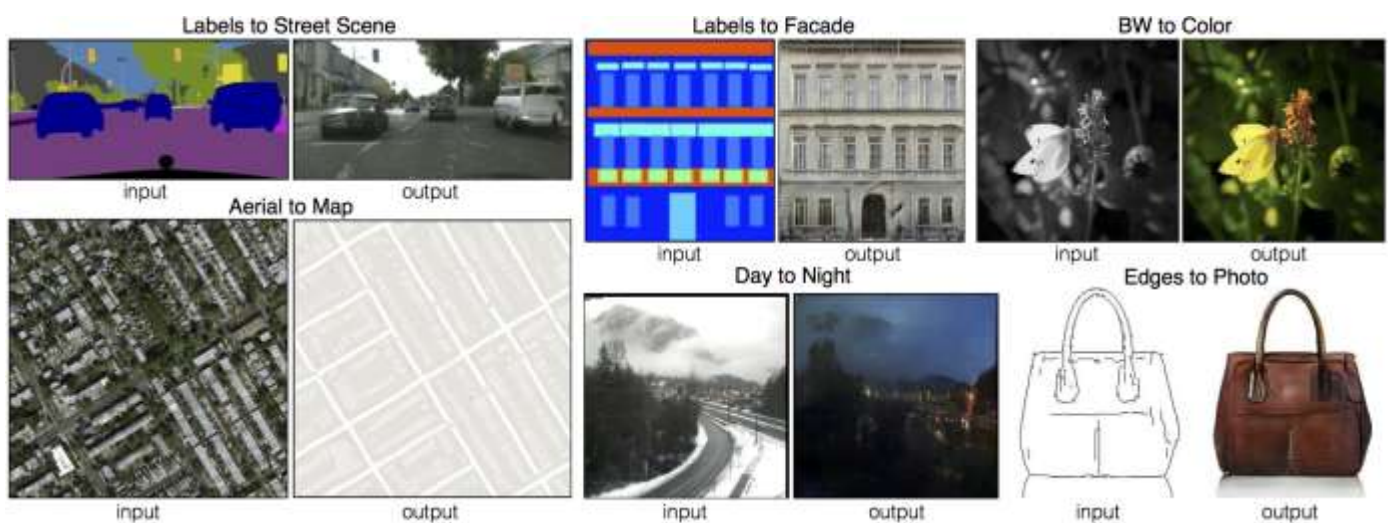 Labels to Street Scene
input
output
Aerial to Map
input
output
Labels to Facade
input
output
BW to Color
input
output
Day to Night
input
output
Edges to Photo
input
output